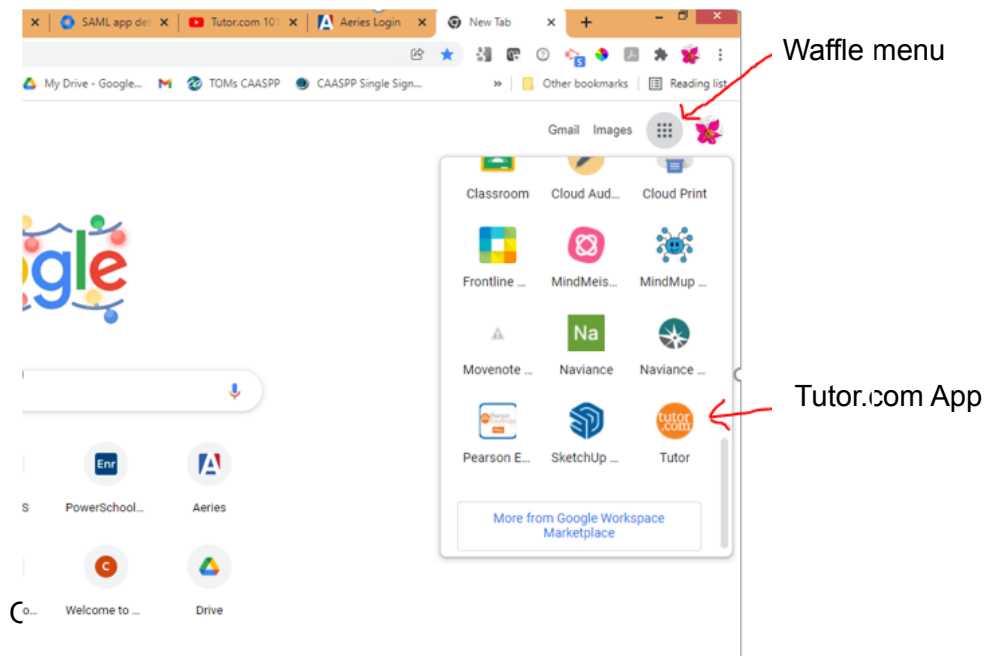 SAML app det
Tutor.com 101
Aeries Login
New Tab
Waffle menu
5
My Drive - Google...
TOMs CAASPP
CAASPP Single Sign...
»
Other bookmarks
Reading list
Gmail
Images
Classroom
Cloud Aud...
Cloud Print
gle
Frontline ...
MindMeis...
MindMup ...
Na
Movenote ...
Naviance
Naviance ...
Tutor.com App
tutor
.com
Pearson E...
SketchUp ...
Tutor
Enr
S
PowerSchool...
Aeries
More from Google Workspace
Marketplace
C
o...
Welcome to ...
Drive